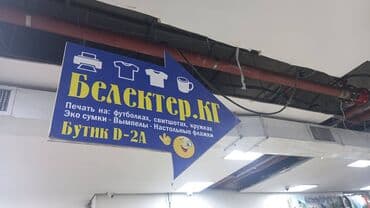 Белектер.КГ
Печать на: футболках, свитшотах, кружках
Эко сумки - Вымпелы - Настольные флажки
Бутик D-2A